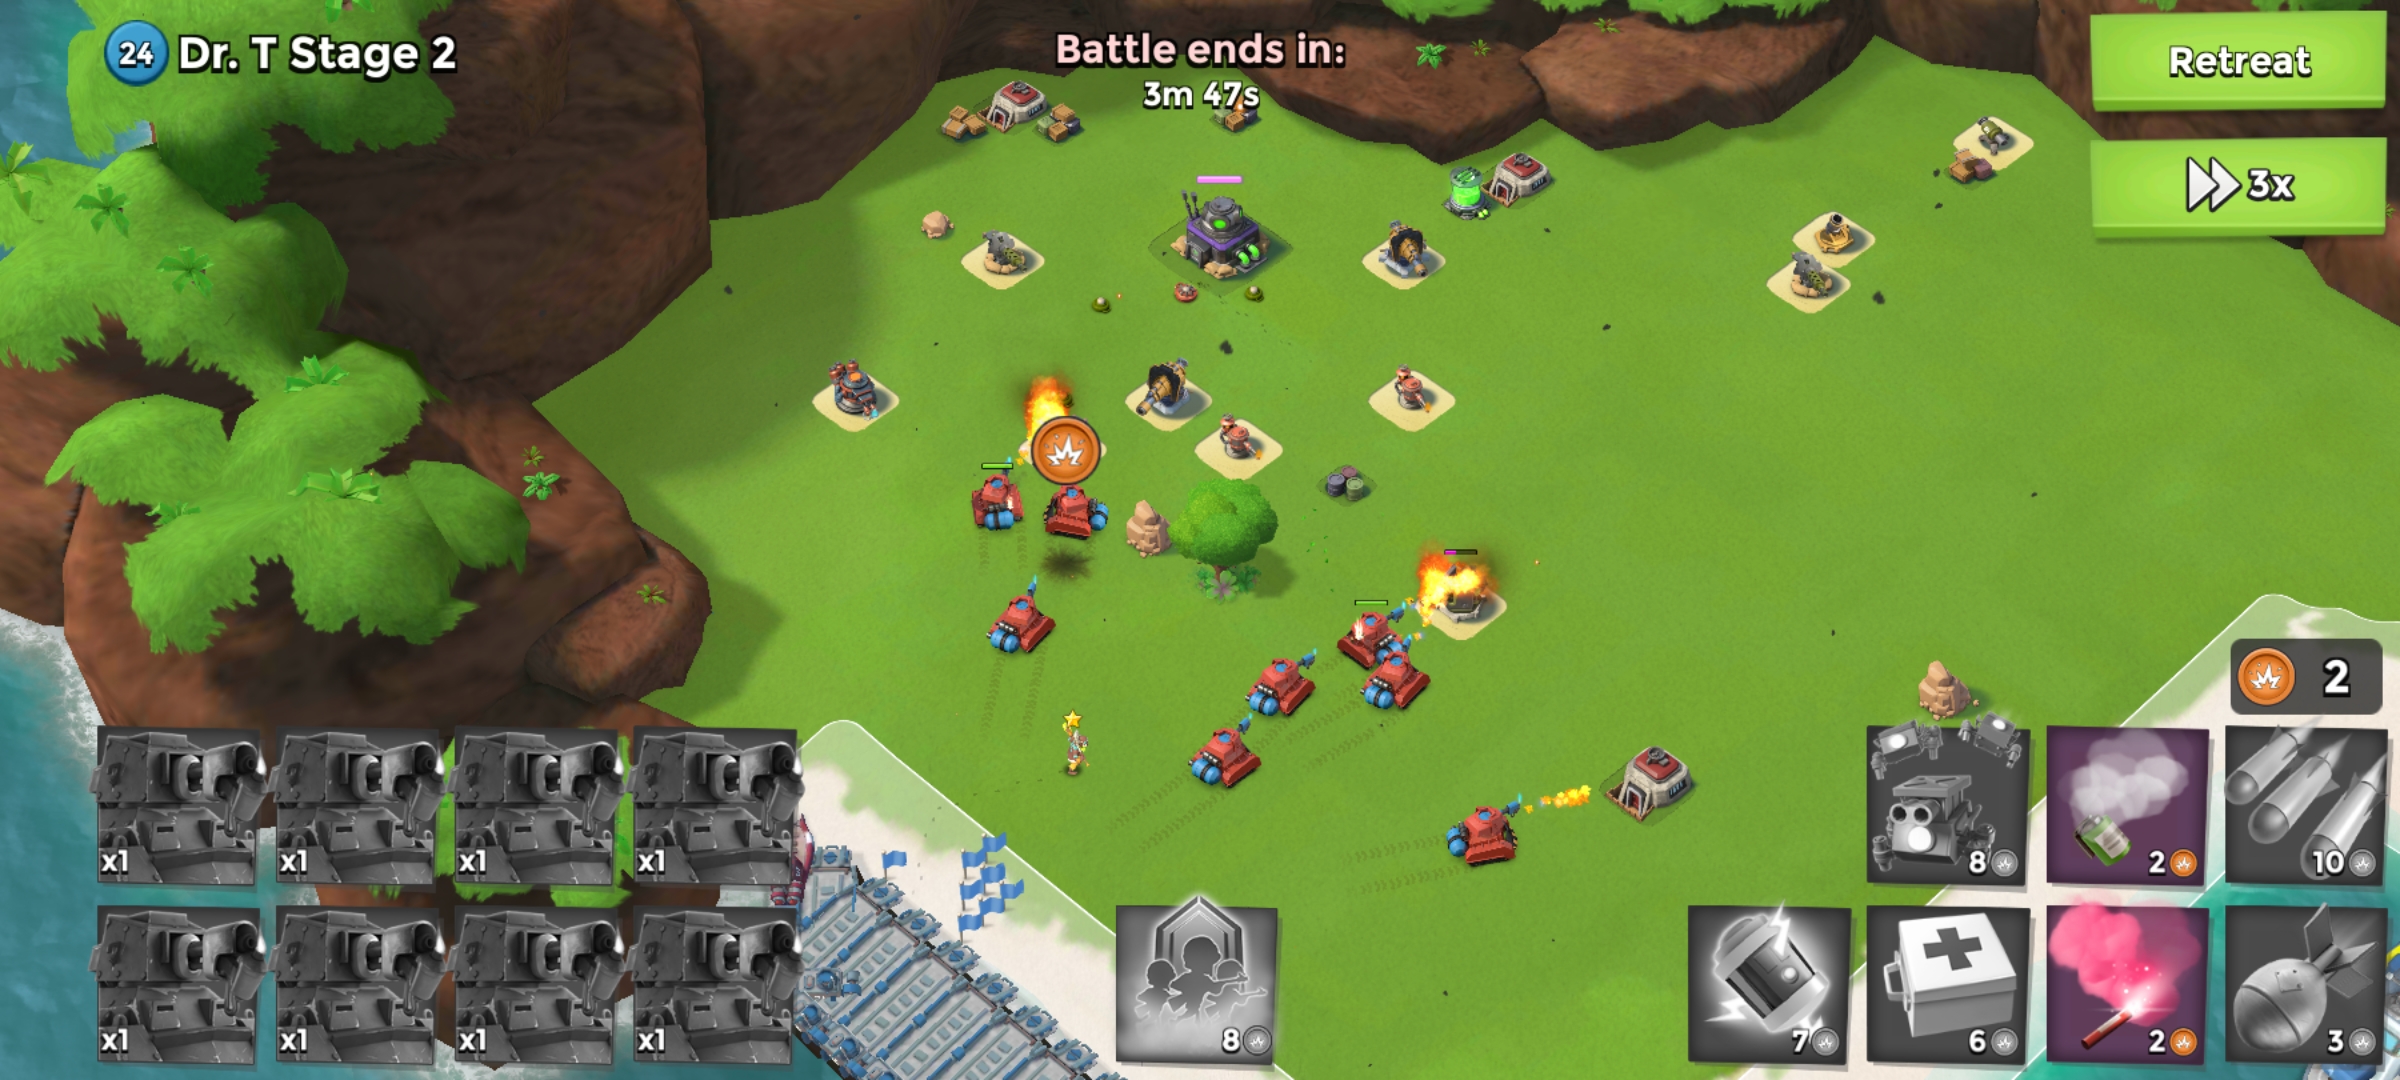 24 Dr. T Stage 2
Battle ends in:
3m 47s
Retreat
3x
2
x1 x1 x1 x1
8 2 10
x1 x1 x1 x1
8 7 6 2 3